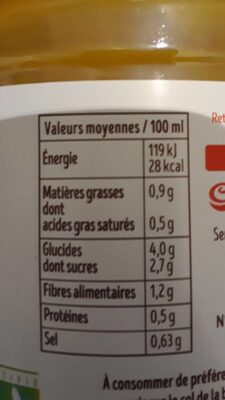 Valeurs moyennes / 100 ml
Énergie 119 kJ
28 kcal
Matières grasses 0,9 g
dont
acides gras saturés 0,5 g
Glucides 4,0 g
dont sucres 2,7 g
Fibres alimentaires 1,2 g
Protéines 0,5 g
Sel 0,63 g
À consommer de préfére